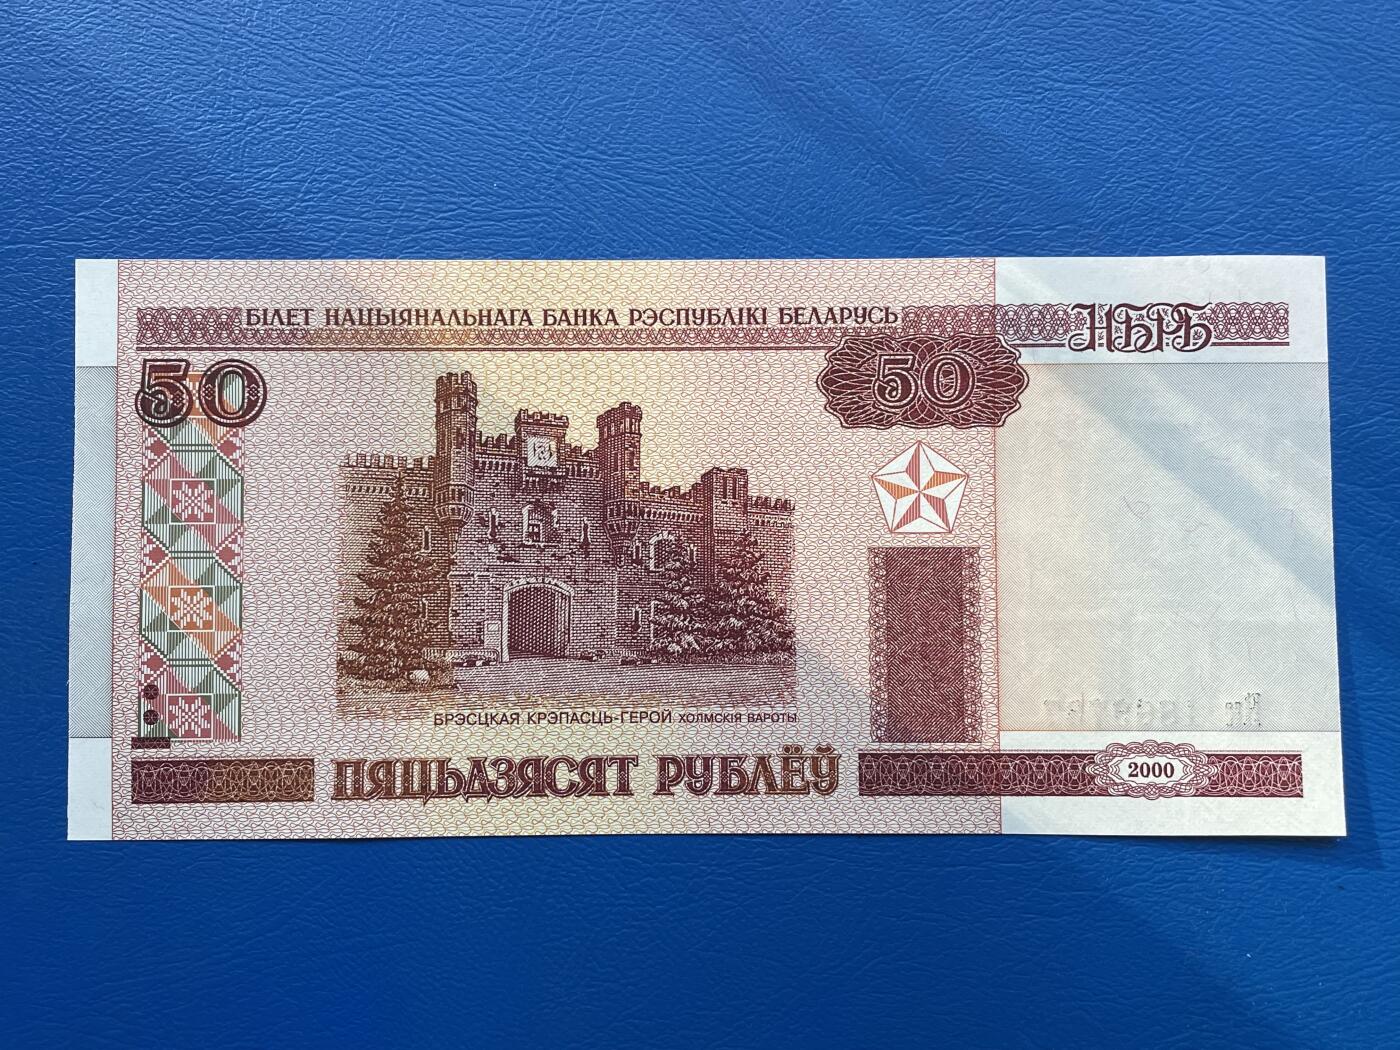 БІЛЕТ НАЦЫЯНАЛЬНАГА БАНКА РЭСПУБЛІКІ БЕЛАРУСЬ
НБРБ
50
50
БРЭСЦКАЯ КРЭПАСЦЬ-ГЕРОЙ ХОЛМСКІЯ ВАРОТЫ
ПЯЦЬДЗЯСЯТ РУБЛЁЎ
2000